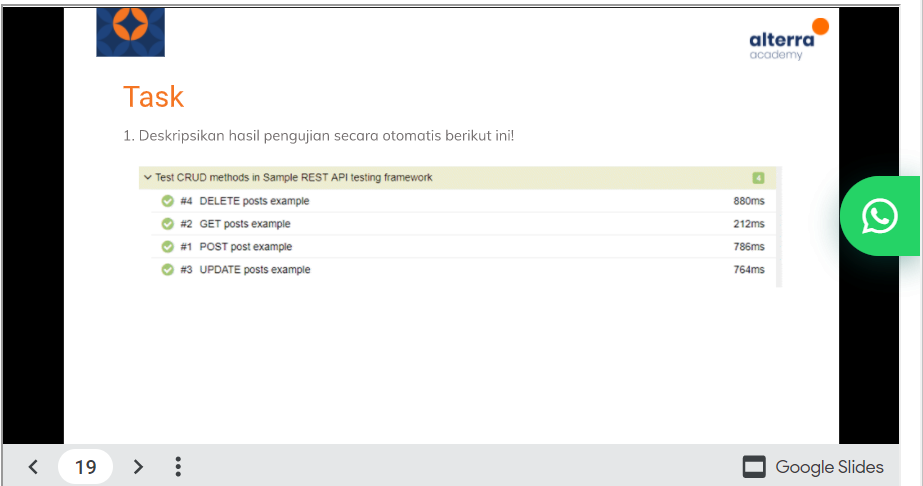 alterra
academy
Task
1. Deskripsikan hasil pengujian secara otomatis berikut ini!
Test CRUD methods in Sample REST API testing framework 4
#4 DELETE posts example 880ms
#2 GET posts example 212ms
#1 POST post example 786ms
#3 UPDATE posts example 764ms
19 Google Slides